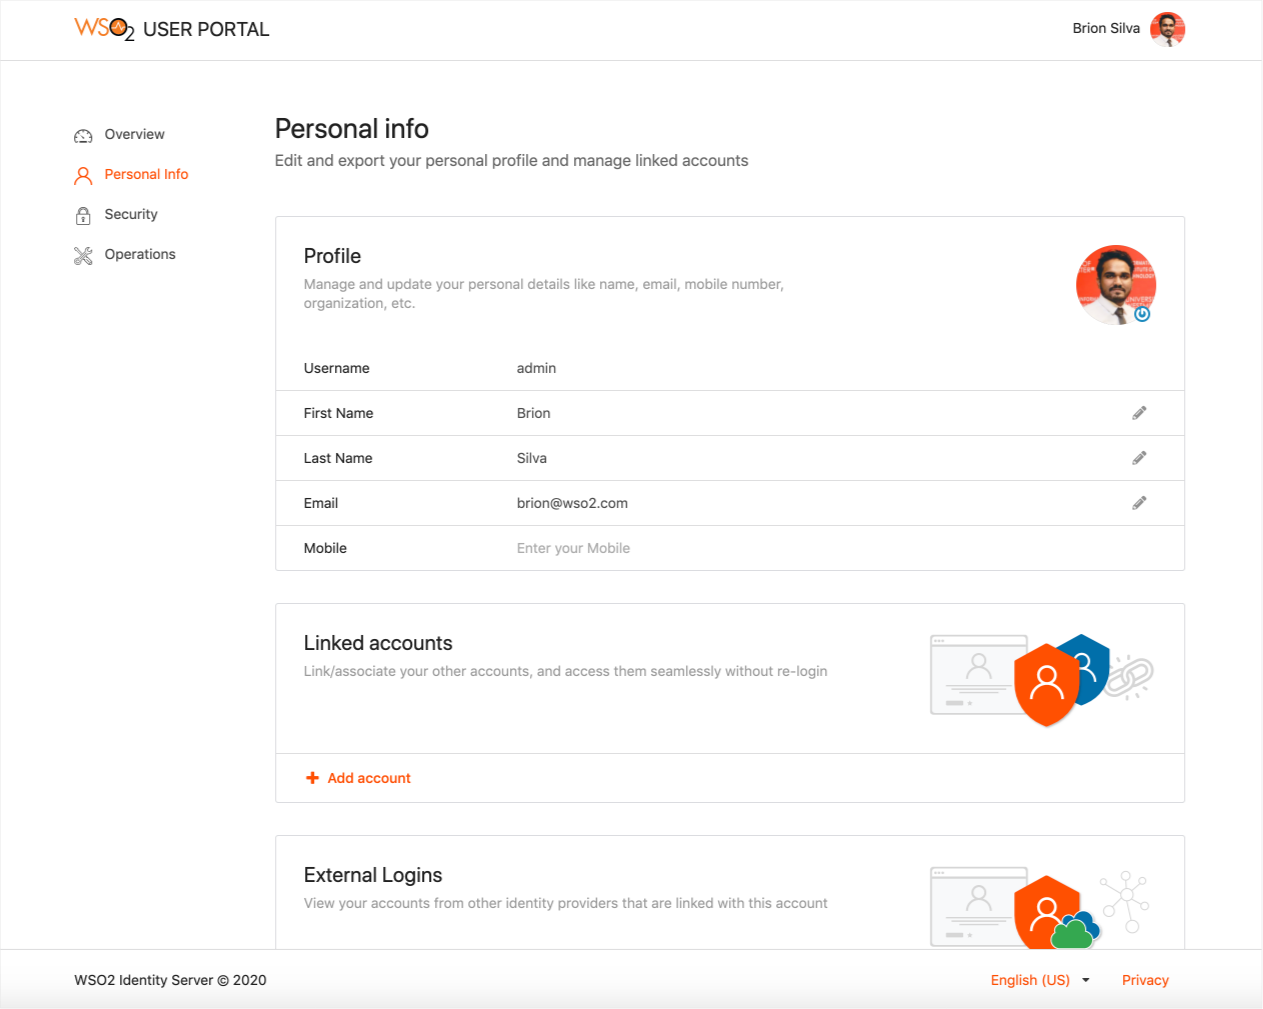 WSO2 USER PORTAL
Brion Silva
Overview
Personal Info
Security
Operations
Personal info
Edit and export your personal profile and manage linked accounts
Profile
Manage and update your personal details like name, email, mobile number,
organization, etc.
Username admin
First Name Brion
Last Name Silva
Email brion@wso2.com
Mobile Enter your Mobile
Linked accounts
Link/associate your other accounts, and access them seamlessly without re-login
Add account
External Logins
View your accounts from other identity providers that are linked with this account
WSO2 Identity Server © 2020
English (US)
Privacy